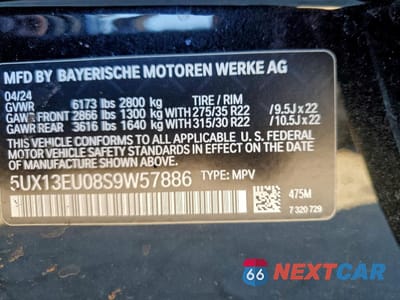 MFD BY BAYERISCHE MOTOREN WERKE AG
04/24
GVWR 6173 lbs 2800 kg TIRE / RIM
GAWR FRONT 2866 lbs 1300 kg 275/35 R22 /9.5J x 22
GAWR REAR 3616 lbs 1640 kg 315/30 R22 /10.5J x 22
THIS VEHICLE CONFORMS TO ALL APPLICABLE
FEDERAL MOTOR VEHICLE SAFETY AND THEFT
PREVENTION STANDARDS IN EFFECT ON THE DATE
OF MANUFACTURE SHOWN ABOVE.
5UX13EU08S9W57886 TYPE: MPV
475M
7 320 729
66 NEXTCAR